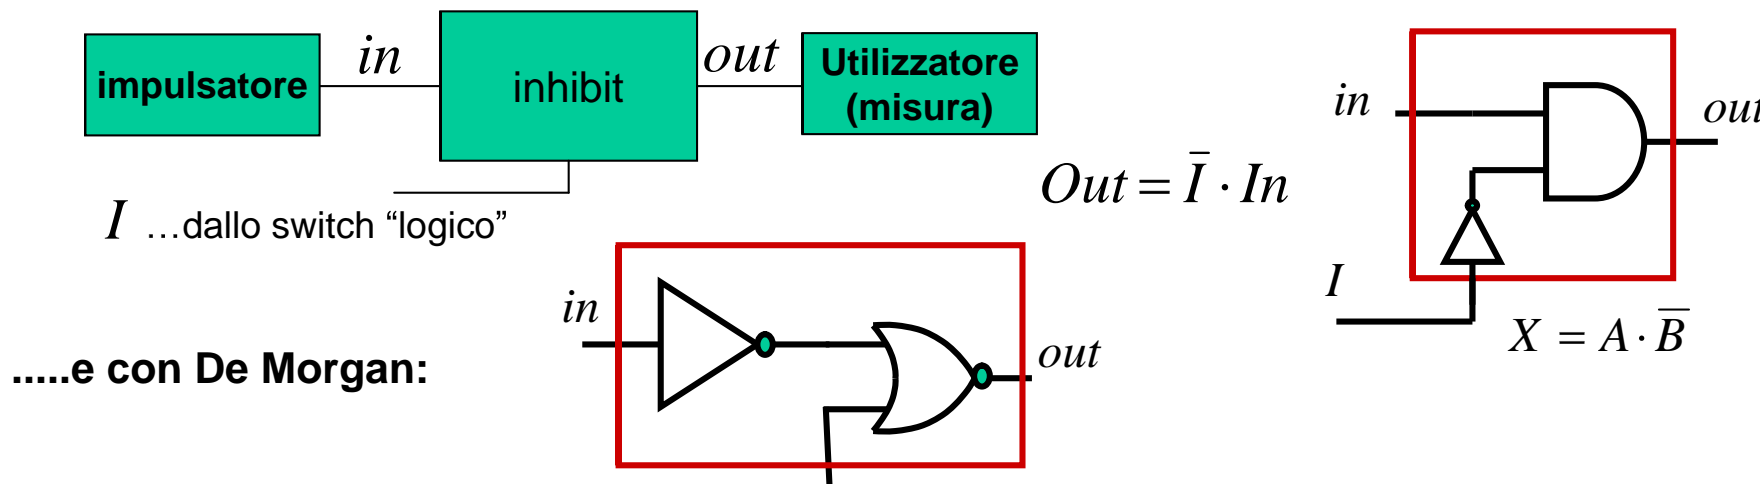 impulsatore
in
inhibit
out
Utilizzatore
(misura)
I …dallo switch “logico”
Out = I̅ · In
in
out
I
X = A · B̅
.....e con De Morgan:
in
out